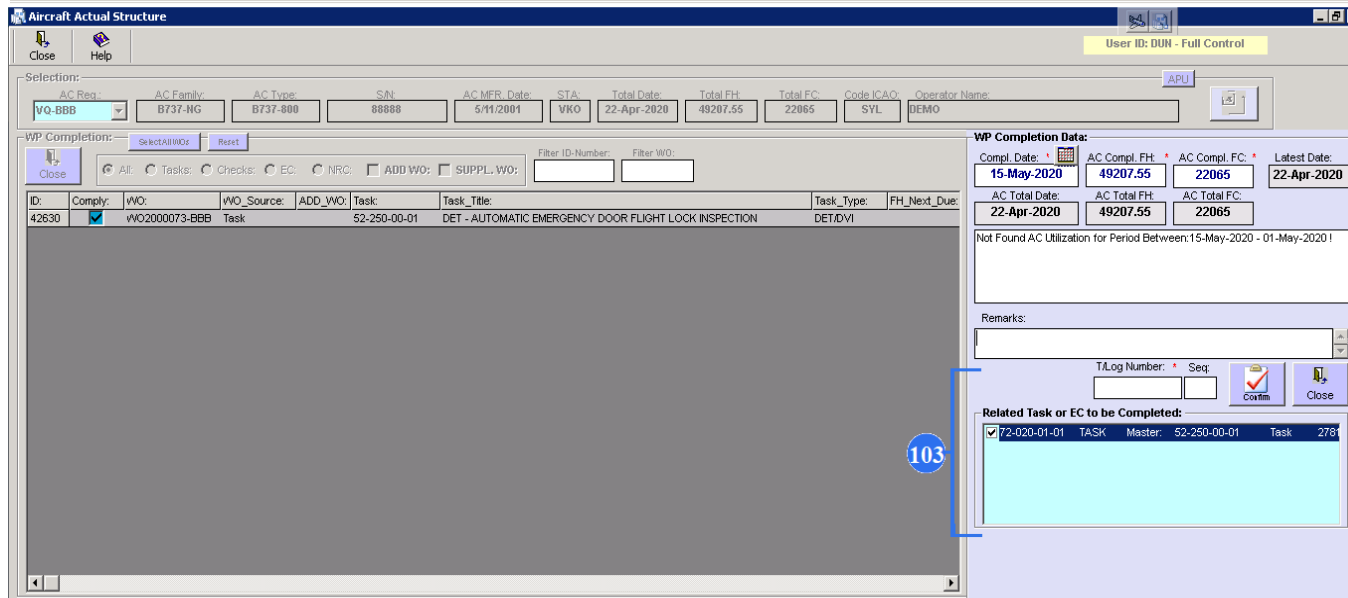 Aircraft Actual Structure
Close Help
User ID: DUN - Full Control
Selection:
APU
AC Reg.: AC Family: AC Type: S/N: AC MFR. Date: STA: Total Date: Total FH: Total FC: Code ICAO: Operator Name:
VQ-BBB B737-NG B737-800 88888 5/11/2001 VKO 22-Apr-2020 49207.55 22065 SYL DEMO
WP Completion: SelectAllWOs Reset
Close
All: Tasks: Checks: EC: NRC: ADD WO: SUPPL. WO:
Filter ID-Number: Filter WO:
ID: Comply: WO: WO_Source: ADD_WO: Task: Task_Title: Task_Type: FH_Next_Due:
42630 WO2000073-BBB Task 52-250-00-01 DET - AUTOMATIC EMERGENCY DOOR FLIGHT LOCK INSPECTION DET/DVI
WP Completion Data:
Compl. Date: * AC Compl. FH: * AC Compl. FC: * Latest Date:
15-May-2020 49207.55 22065 22-Apr-2020
AC Total Date: AC Total FH: AC Total FC:
22-Apr-2020 49207.55 22065
Not Found AC Utilization for Period Between:15-May-2020 - 01-May-2020 !
Remarks:
T/Log Number: * Seq:
Confirm Close
Related Task or EC to be Completed:
72-020-01-01 TASK Master: 52-250-00-01 Task 2781
103